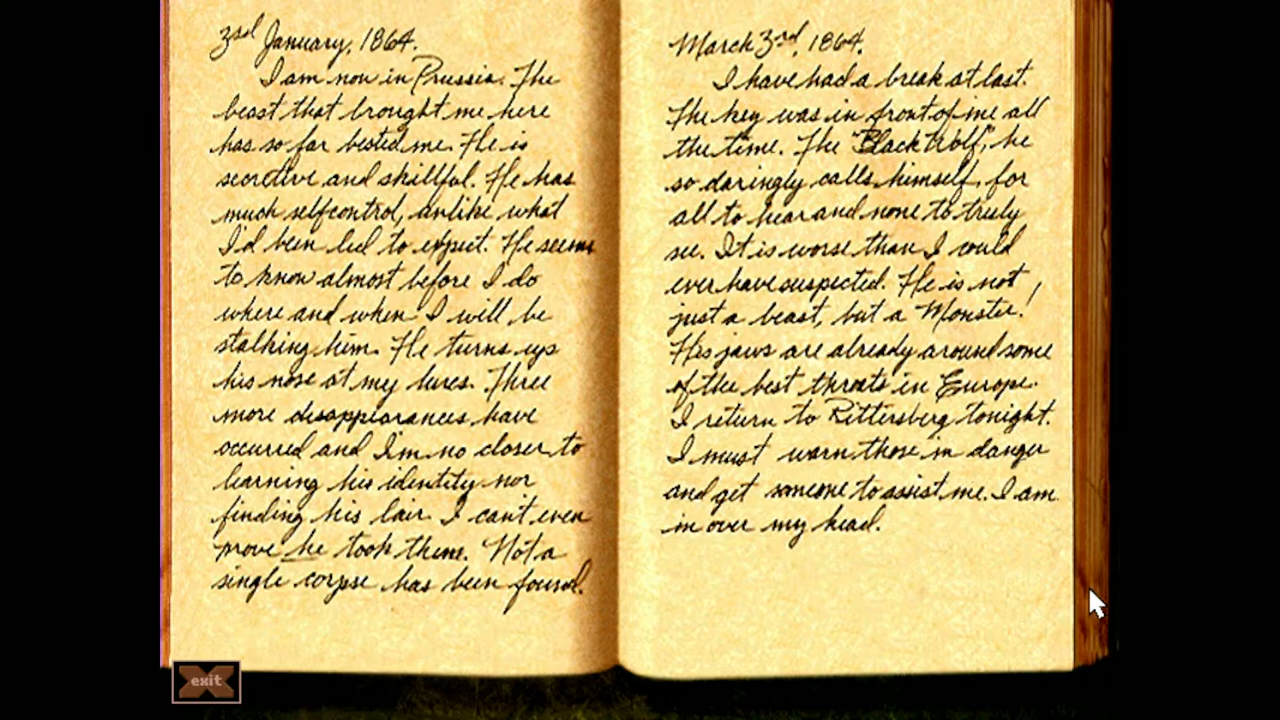 3rd January, 1864.
I am now in Prussia. The
beast that brought me here
has so far bested me. He is
secretive and skillful. He has
much selfcontrol, unlike what
I'd been led to expect. He seems
to know almost before I do
where and when I will be
stalking him. He turns up
his nose at my lures. Three
more disappearances have
occurred and I'm no closer to
learning his identity nor
finding his lair. I can't even
prove he took them. Not a
single corpse has been found.
March 3rd, 1864.
I have had a break at last.
The key was in front of me all
the time. The "Black Wolf," he
so daringly calls himself, for
all to hear and none to truly
see. It is worse than I could
ever have suspected. He is not
just a beast, but a Monster!
His jaws are already around some
of the best throats in Europe.
I return to Rittersberg tonight.
I must warn those in danger
and get someone to assist me. I am
in over my head.
exit